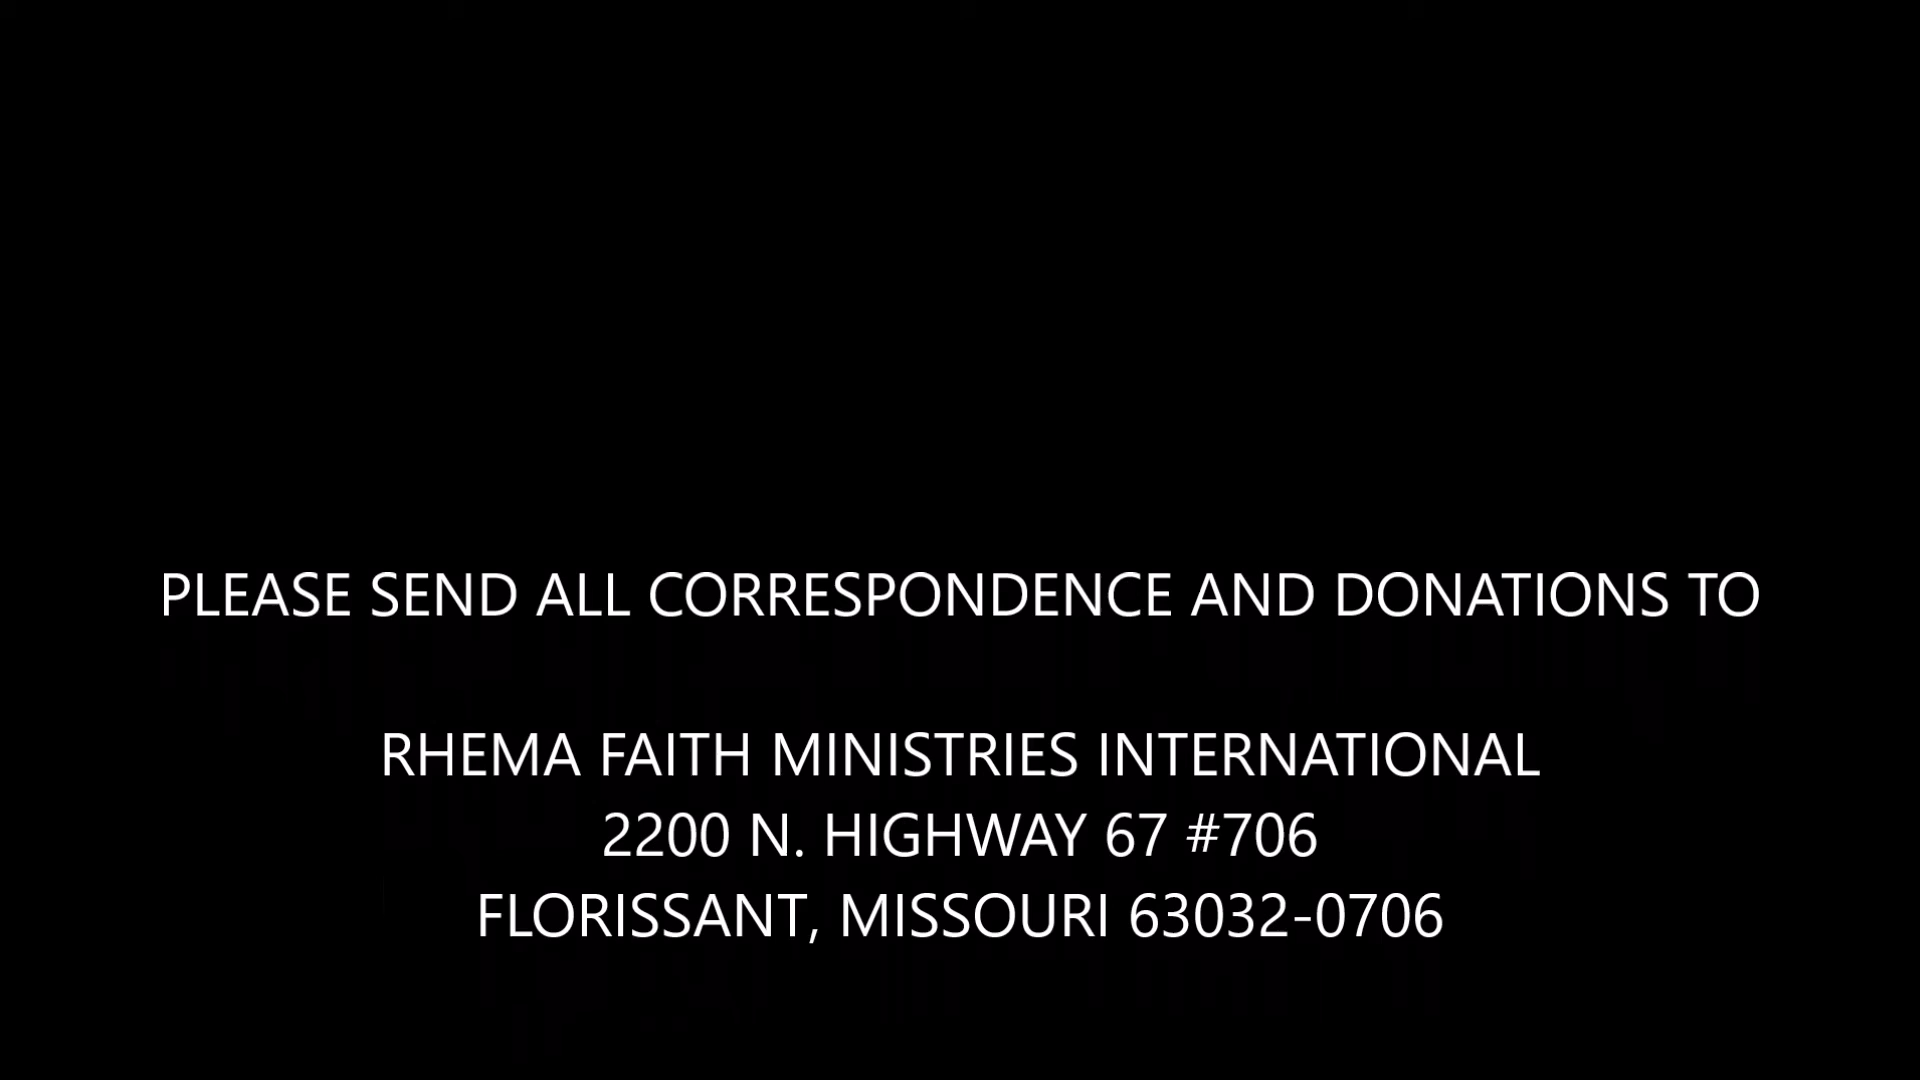 PLEASE SEND ALL CORRESPONDENCE AND DONATIONS TO
RHEMA FAITH MINISTRIES INTERNATIONAL
2200 N. HIGHWAY 67 #706
FLORISSANT, MISSOURI 63032-0706